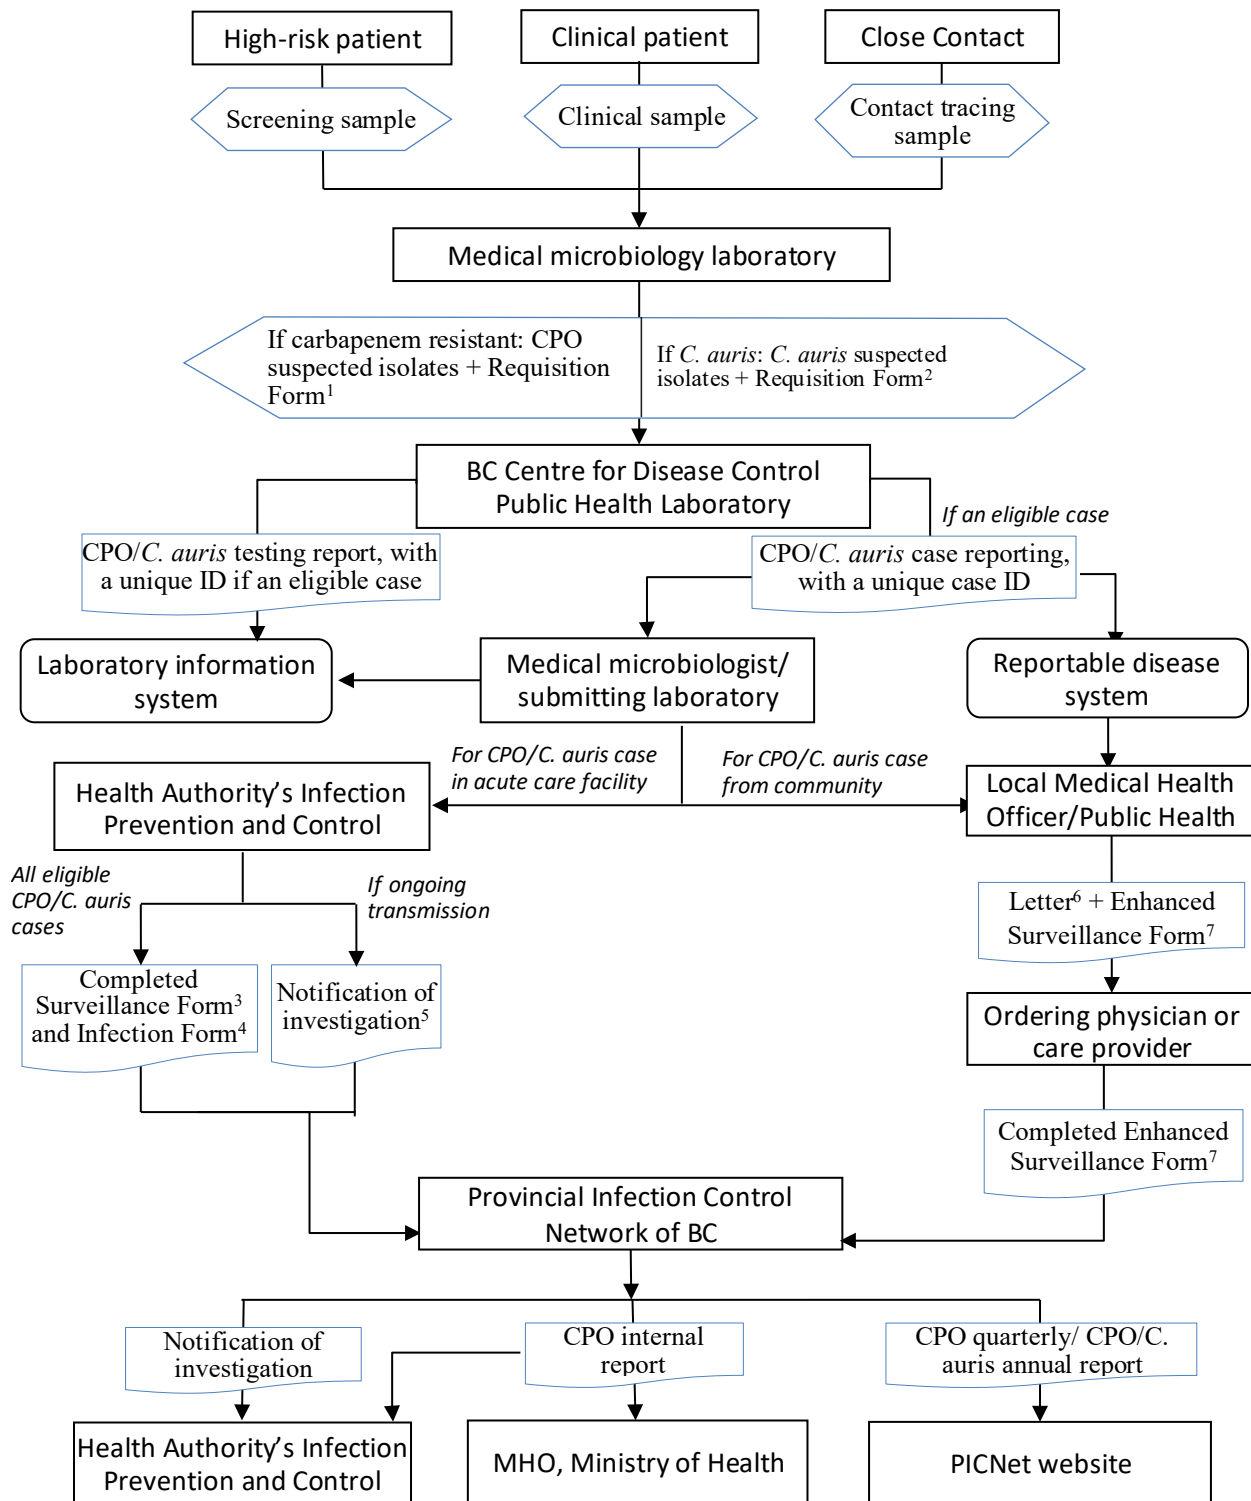 High-risk patient
Clinical patient
Close Contact
Screening sample
Clinical sample
Contact tracing
sample
Medical microbiology laboratory
If carbapenem resistant: CPO
suspected isolates + Requisition
Form¹
If C. auris: C. auris suspected
isolates + Requisition Form²
BC Centre for Disease Control
Public Health Laboratory
If an eligible case
CPO/C. auris testing report, with
a unique ID if an eligible case
CPO/C. auris case reporting,
with a unique case ID
Laboratory information
system
Medical microbiologist/
submitting laboratory
Reportable disease
system
For CPO/C. auris case
in acute care facility
For CPO/C. auris case
from community
Health Authority’s Infection
Prevention and Control
Local Medical Health
Officer/Public Health
All eligible
CPO/C. auris
cases
If ongoing
transmission
Letter⁶ + Enhanced
Surveillance Form⁷
Completed
Surveillance Form³
and Infection Form⁴
Notification of
investigation⁵
Ordering physician or
care provider
Completed Enhanced
Surveillance Form⁷
Provincial Infection Control
Network of BC
Notification of
investigation
CPO internal
report
CPO quarterly/ CPO/C.
auris annual report
Health Authority’s Infection
Prevention and Control
MHO, Ministry of Health
PICNet website